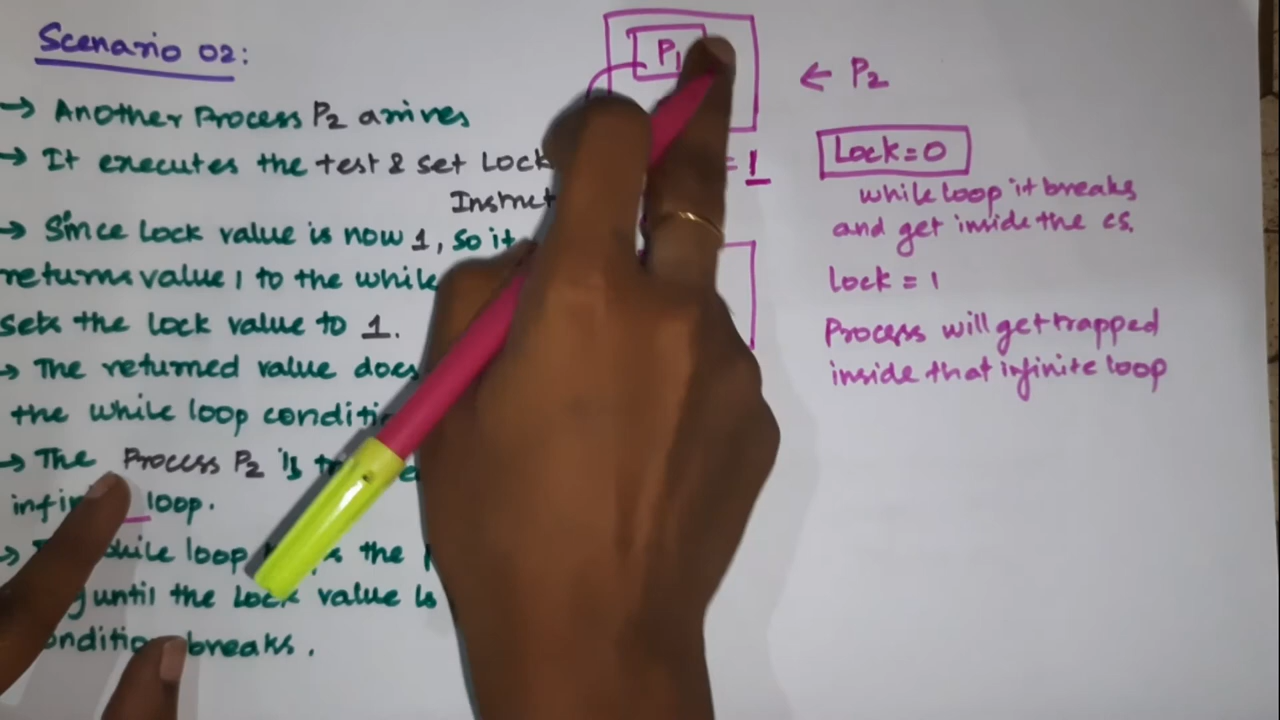 Scenario 02:
→ Another Process P2 arrives
→ It executes the test & set Lock
→ Since Lock value is now 1, so it
returns value 1 to the while
sets the lock value to 1.
→ The returned value does
the while loop
→ The Process P2 is
loop.
while loop the
until the Lock value is
breaks.
P1
= 1
← P2
Lock=0
while loop it breaks
and get inside the cs.
lock = 1
Process will get trapped
inside that infinite loop